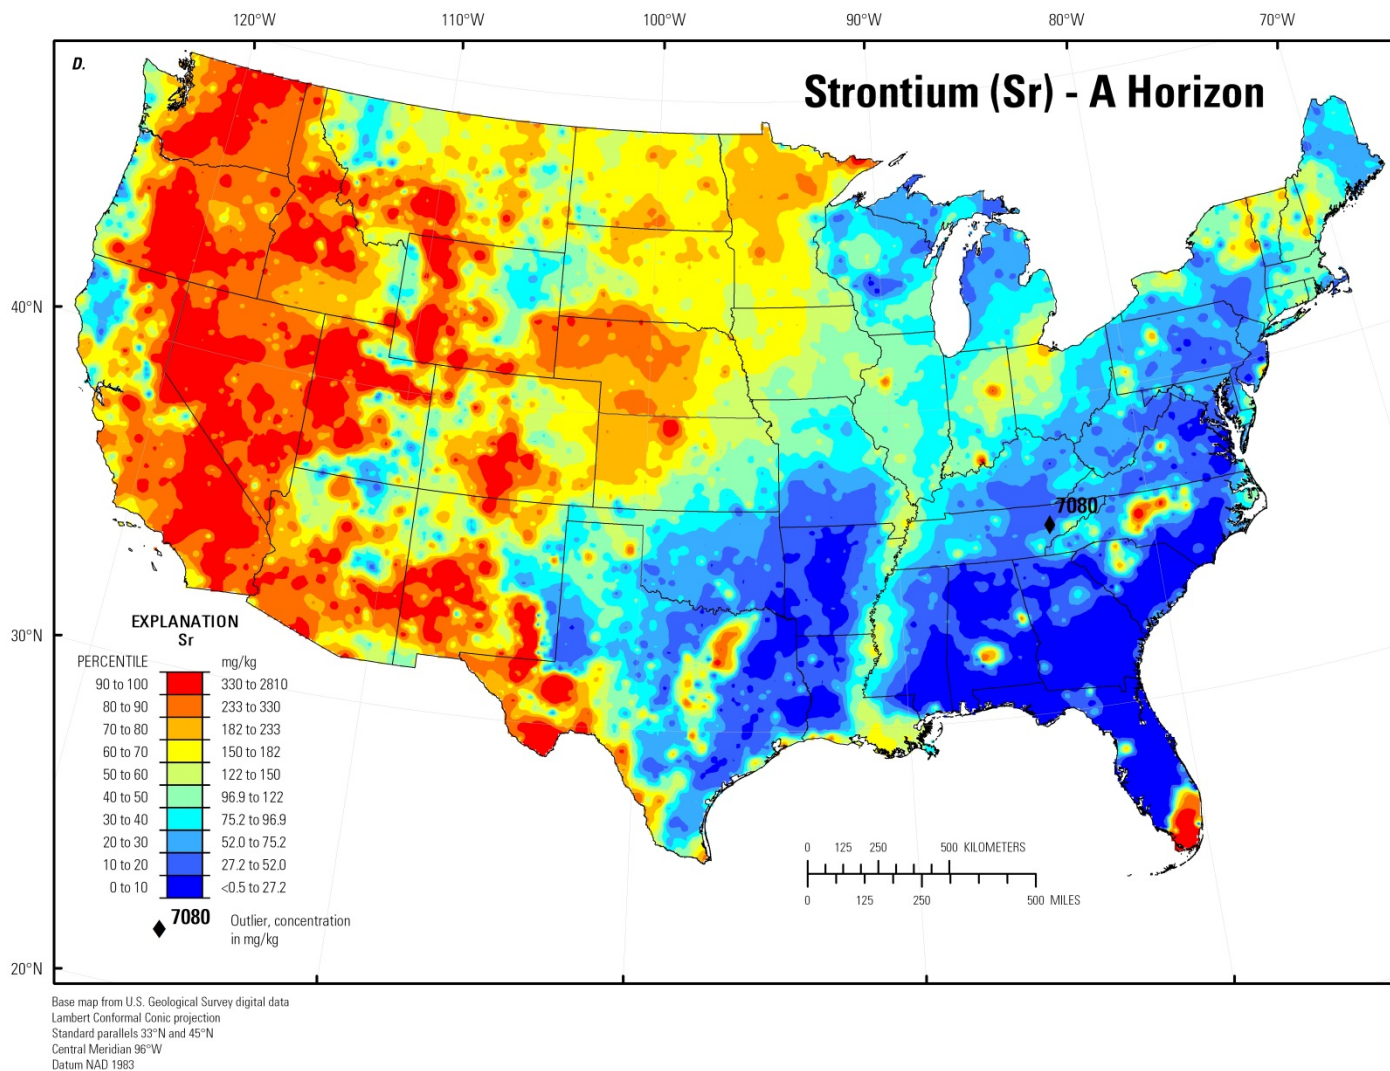 120°W 110°W 100°W 90°W 80°W 70°W
D.
Strontium (Sr) - A Horizon
40°N
7080
30°N
EXPLANATION
Sr
PERCENTILE mg/kg
90 to 100 330 to 2810
80 to 90 233 to 330
70 to 80 182 to 233
60 to 70 150 to 182
50 to 60 122 to 150
40 to 50 96.9 to 122
30 to 40 75.2 to 96.9
20 to 30 52.0 to 75.2
10 to 20 27.2 to 52.0
0 to 10 <0.5 to 27.2
7080 Outlier, concentration
in mg/kg
0 125 250 500 KILOMETERS
0 125 250 500 MILES
20°N
Base map from U.S. Geological Survey digital data
Lambert Conformal Conic projection
Standard parallels 33°N and 45°N
Central Meridian 96°W
Datum NAD 1983